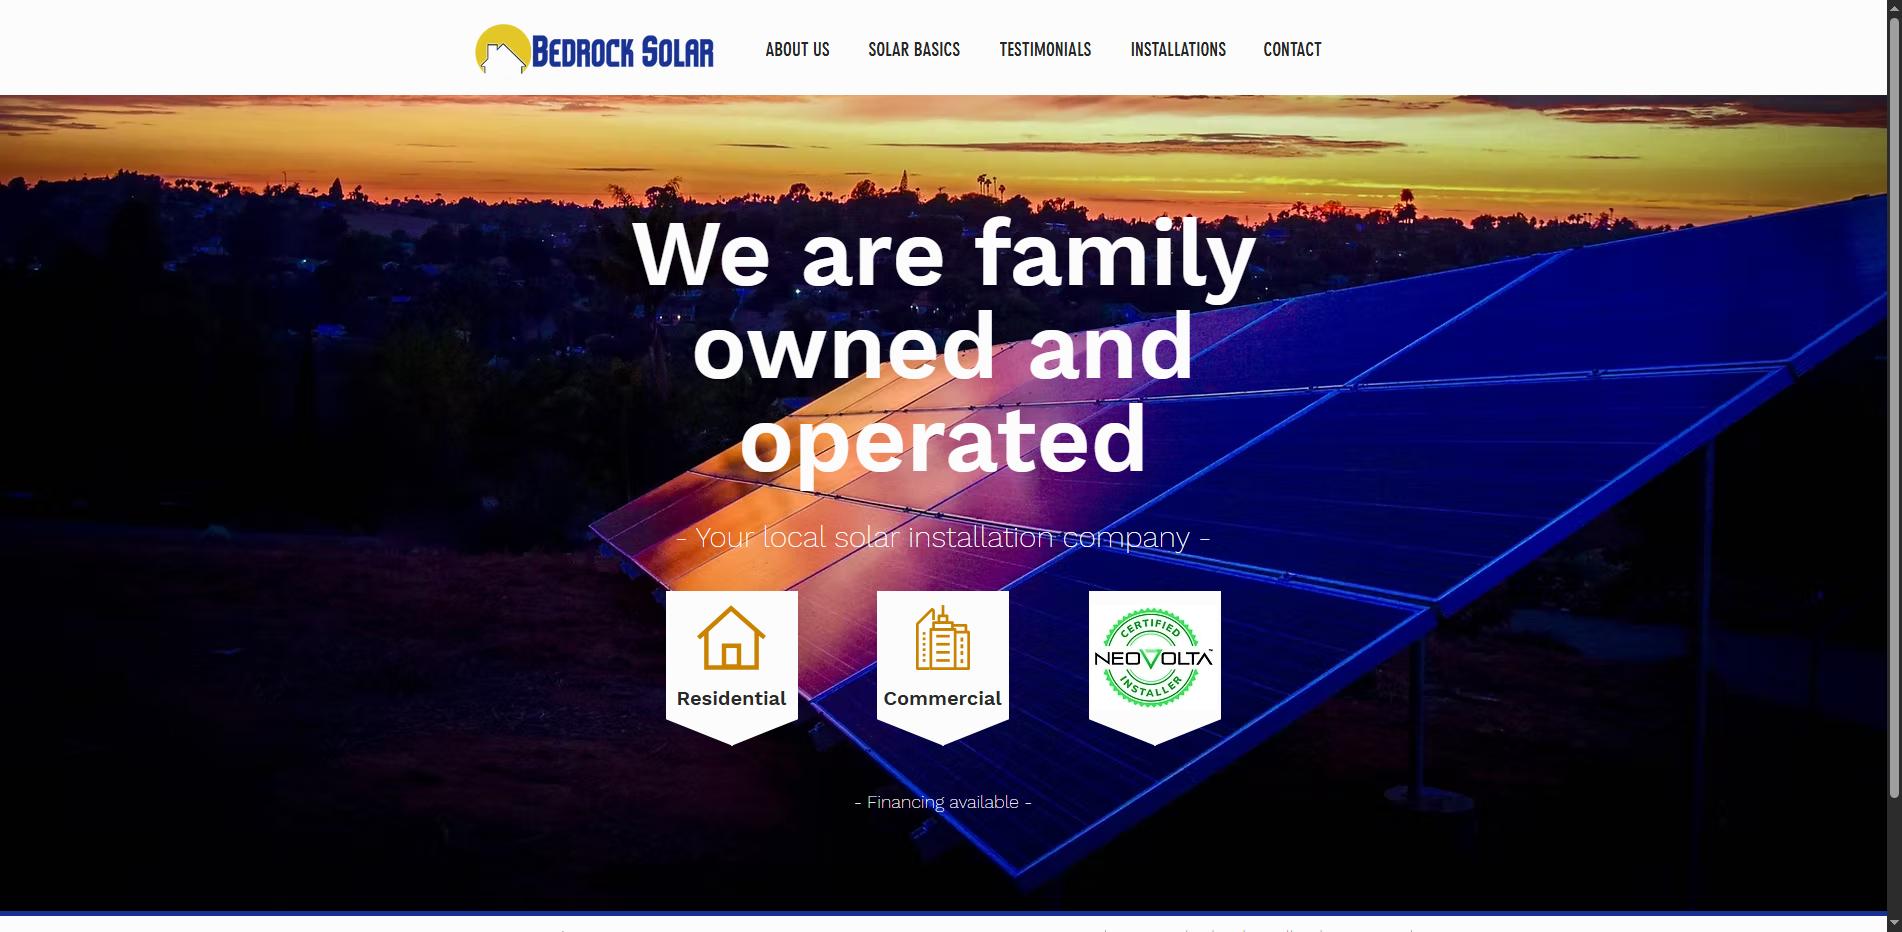 BEDROCK SOLAR
ABOUT US
SOLAR BASICS
TESTIMONIALS
INSTALLATIONS
CONTACT
We are family
owned and
operated
- Your local solar installation company -
Residential
Commercial
CERTIFIED
NEOVOLTA™
INSTALLER
- Financing available -